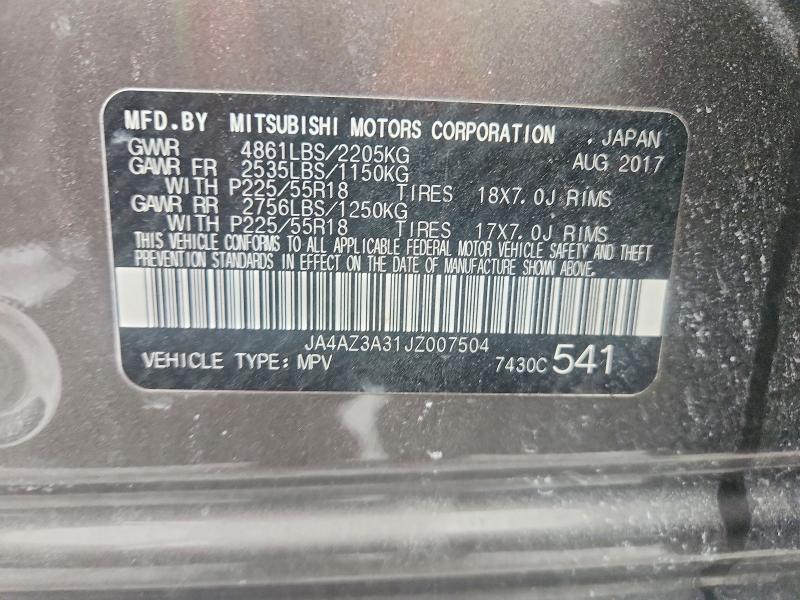 MFD.BY MITSUBISHI MOTORS CORPORATION . JAPAN
GVWR 4861LBS/2205KG AUG 2017
GAWR FR 2535LBS/1150KG
WITH P225/55R18 TIRES 18X7.0J RIMS
GAWR RR 2756LBS/1250KG
WITH P225/55R18 TIRES 17X7.0J RIMS
THIS VEHICLE CONFORMS TO ALL APPLICABLE FEDERAL MOTOR VEHICLE SAFETY AND THEFT
PREVENTION STANDARDS IN EFFECT ON THE DATE OF MANUFACTURE SHOWN ABOVE.
JA4AZ3A31JZ007504
VEHICLE TYPE: MPV 7430C 541